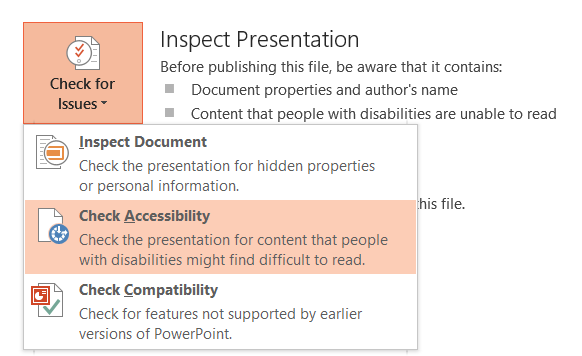 Inspect Presentation
Before publishing this file, be aware that it contains:
Document properties and author's name
Content that people with disabilities are unable to read
Check for
Issues
Inspect Document
Check the presentation for hidden properties
or personal information.
this file.
Check Accessibility
Check the presentation for content that people
with disabilities might find difficult to read.
Check Compatibility
Check for features not supported by earlier
versions of PowerPoint.